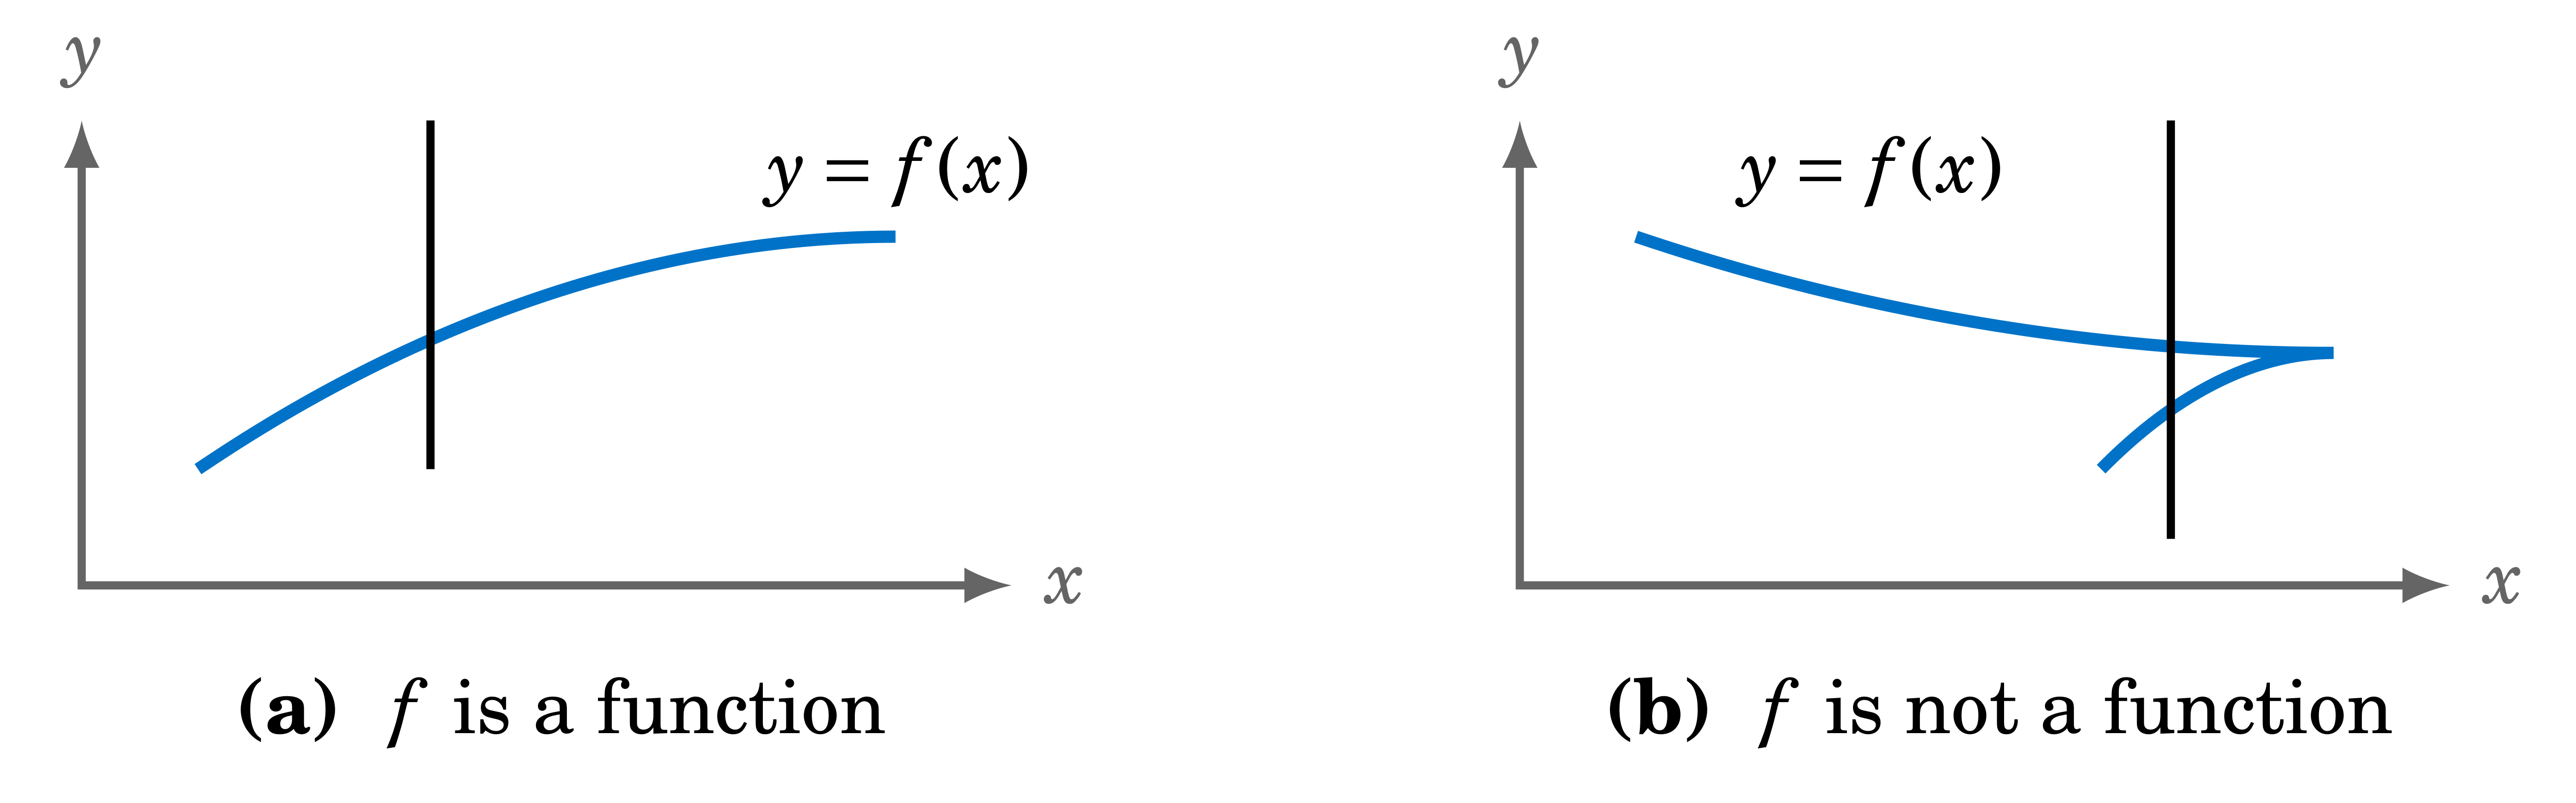 y
y = f(x)
x
(a) f is a function
y
y = f(x)
x
(b) f is not a function